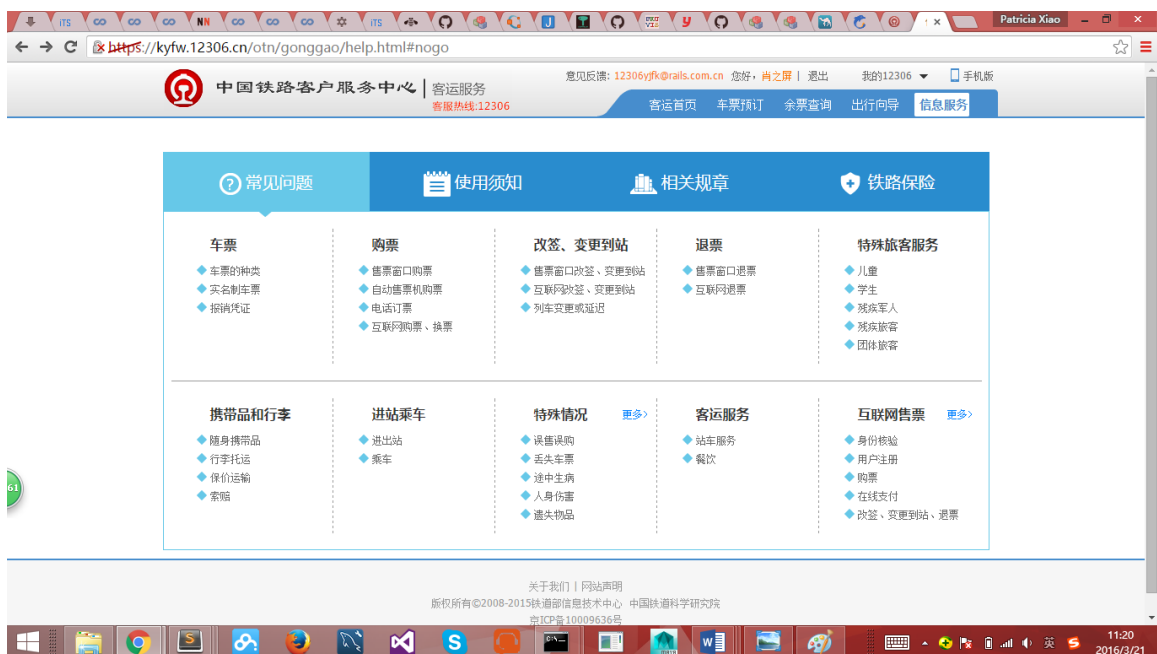 ITS
NN
ITS
Patricia Xiao
https://kyfw.12306.cn/otn/gonggao/help.html#nogo
中国铁路客户服务中心 | 客运服务
客服热线:12306
意见反馈: 12306yjfk@rails.com.cn 您好，肖之屏 | 退出 我的12306 手机版
客运首页 车票预订 余票查询 出行向导 信息服务
常见问题 使用须知 相关规章 铁路保险
车票
车票的种类
实名制车票
报销凭证
购票
售票窗口购票
自动售票机购票
电话订票
互联网购票、换票
改签、变更到站
售票窗口改签、变更到站
互联网改签、变更到站
列车变更或延迟
退票
售票窗口退票
互联网退票
特殊旅客服务
儿童
学生
残疾军人
残疾旅客
团体旅客
携带品和行李
随身携带品
行李托运
保价运输
索赔
进站乘车
进出站
乘车
特殊情况 更多>
误售误购
丢失车票
途中生病
人身伤害
遗失物品
客运服务
站车服务
餐饮
互联网售票 更多>
身份核验
用户注册
购票
在线支付
改签、变更到站、退票
61
关于我们 | 网站声明
版权所有©2008-2015铁道部信息技术中心 中国铁道科学研究院
京ICP备10009636号
英
11:20
2016/3/21